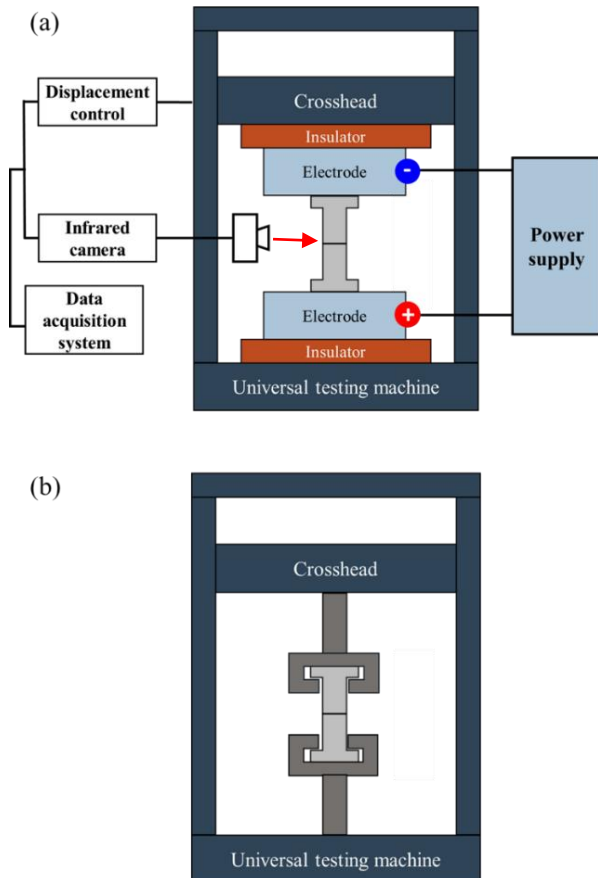 (a)
Displacement
control
Crosshead
Insulator
Electrode
-
Infrared
camera
Power
supply
Data
acquisition
system
Electrode
+
Insulator
Universal testing machine
(b)
Crosshead
Universal testing machine